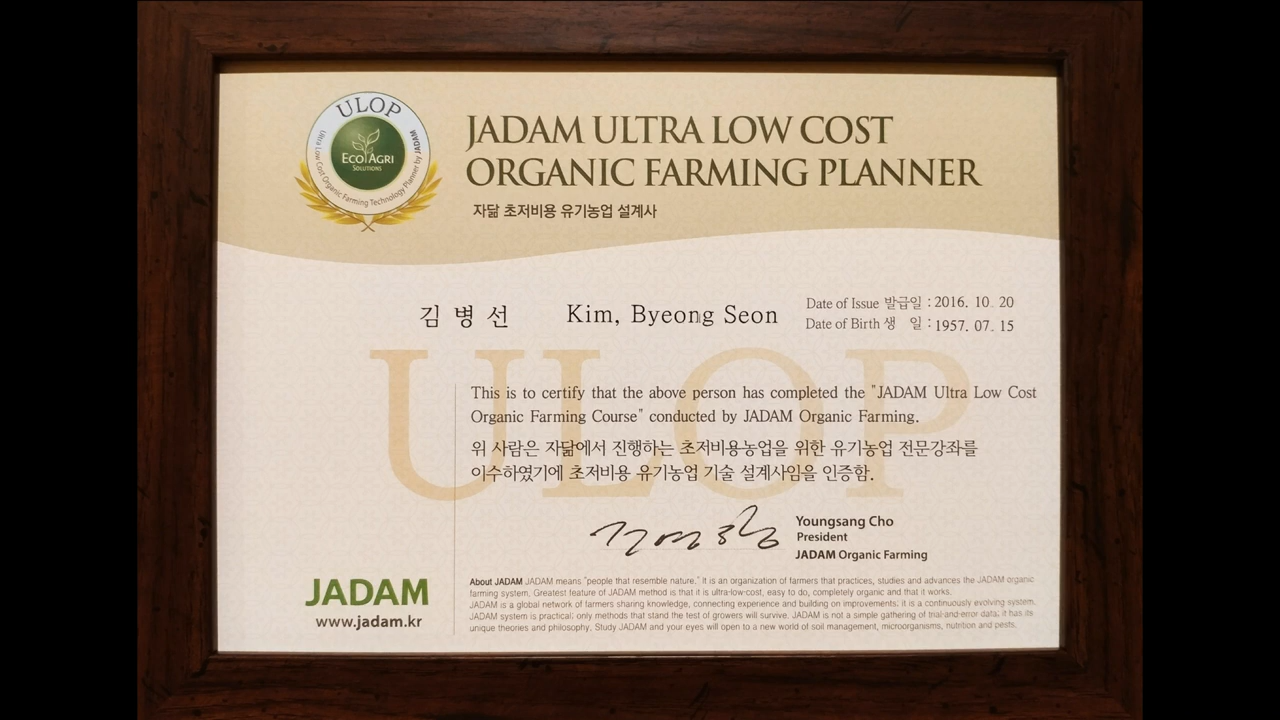 ULOP
ECO AGRI
SOLUTIONS
Ultra Low Cost Organic Farming Technology Planner by JADAM
JADAM ULTRA LOW COST
ORGANIC FARMING PLANNER
자닮 초저비용 유기농업 설계사
김 병 선 Kim, Byeong Seon
Date of Issue 발급일 : 2016. 10. 20
Date of Birth 생 일 : 1957. 07. 15
ULOP
This is to certify that the above person has completed the "JADAM Ultra Low Cost
Organic Farming Course" conducted by JADAM Organic Farming.
위 사람은 자닮에서 진행하는 초저비용농업을 위한 유기농업 전문강좌를
이수하였기에 초저비용 유기농업 기술 설계사임을 인증함.
Youngsang Cho
President
JADAM Organic Farming
JADAM
www.jadam.kr
About JADAM JADAM means "people that resemble nature." It is an organization of farmers that practices, studies and advances the JADAM organic
farming system. Greatest feature of JADAM method is that it is ultra-low-cost, easy to do, completely organic and that it works.
JADAM is a global network of farmers sharing knowledge, connecting experience and building on improvements; it is a continuously evolving system.
JADAM system is practical; only methods that stand the test of growers will survive. JADAM is not a simple gathering of trial-and-error data; it has its
unique theories and philosophy. Study JADAM and your eyes will open to a new world of soil management, microorganisms, nutrition and pests.